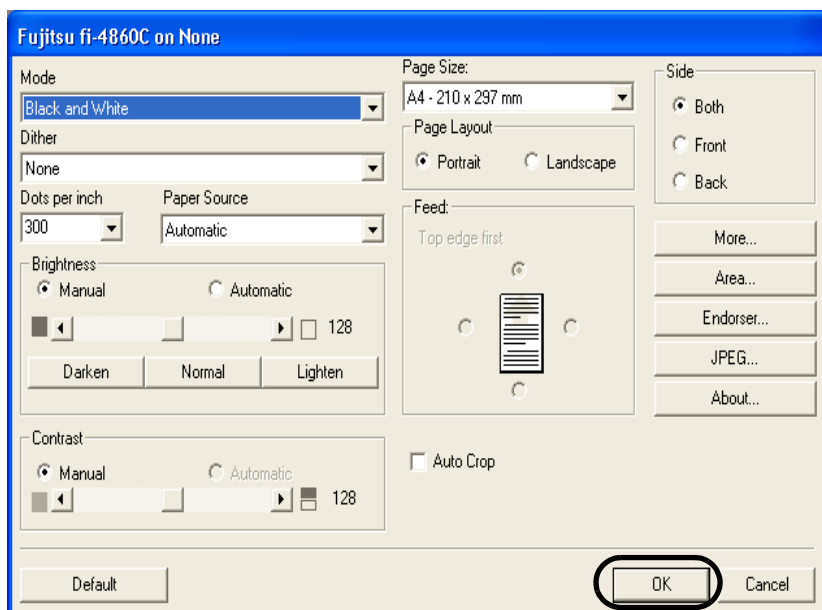 Fujitsu fi-4860C on None
Mode
Black and White
Dither
None
Dots per inch
Paper Source
300
Automatic
Brightness
Manual
Automatic
128
Darken
Normal
Lighten
Contrast
Manual
Automatic
128
Page Size:
A4 - 210 x 297 mm
Page Layout
Portrait
Landscape
Feed:
Top edge first
Auto Crop
Side
Both
Front
Back
More...
Area...
Endorser...
JPEG...
About...
Default
OK
Cancel